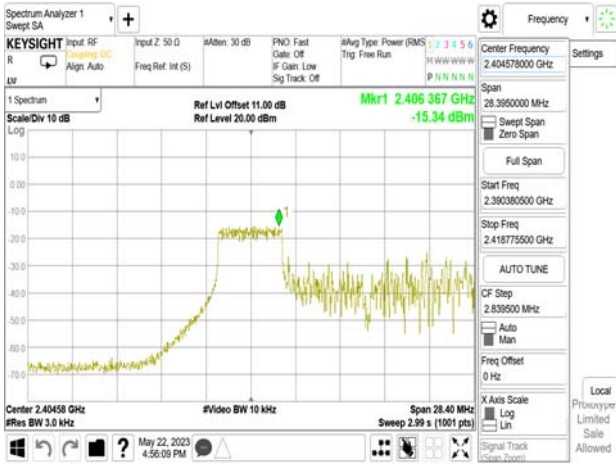 Spectrum Analyzer 1
Swept SA
+
Frequency
KEYSIGHT
Input: RF
Coupling: DC
Align: Auto
Input Z: 50 Ω
Freq Ref: Int (S)
#Atten: 30 dB
PNO: Fast
Gate: Off
IF Gain: Low
Sig Track: Off
#Avg Type: Power (RMS
Trig: Free Run
1 2 3 4 5 6
M W W W W W
P N N N N N
R
1 Spectrum
Scale/Div 10 dB
Log
Ref Lvl Offset 11.00 dB
Ref Level 20.00 dBm
Mkr1 2.406 367 GHz
-15.34 dBm
10.0
0.00
-10.0
-20.0
-30.0
-40.0
-50.0
-60.0
-70.0
1
Center 2.40458 GHz
#Res BW 3.0 kHz
#Video BW 10 kHz
Span 28.40 MHz
Sweep 2.99 s (1001 pts)
May 22, 2023
4:56:09 PM
?
Center Frequency
2.404578000 GHz
Span
28.3950000 MHz
Swept Span
Zero Span
Full Span
Start Freq
2.390380500 GHz
Stop Freq
2.418775500 GHz
AUTO TUNE
CF Step
2.839500 MHz
Auto
Man
Freq Offset
0 Hz
X Axis Scale
Log
Lin
Signal Track
(Span Zoom)
Settings
Local
Prototype
Limited
Sale
Allowed